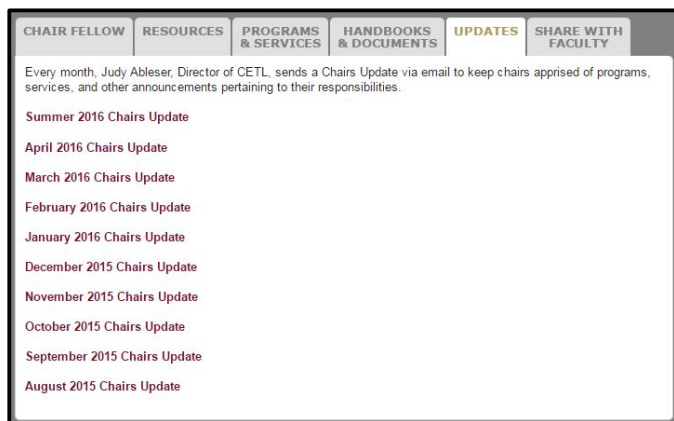 CHAIR FELLOW
RESOURCES
PROGRAMS
& SERVICES
HANDBOOKS
& DOCUMENTS
UPDATES
SHARE WITH
FACULTY
Every month, Judy Ableser, Director of CETL, sends a Chairs Update via email to keep chairs apprised of programs,
services, and other announcements pertaining to their responsibilities.
Summer 2016 Chairs Update
April 2016 Chairs Update
March 2016 Chairs Update
February 2016 Chairs Update
January 2016 Chairs Update
December 2015 Chairs Update
November 2015 Chairs Update
October 2015 Chairs Update
September 2015 Chairs Update
August 2015 Chairs Update